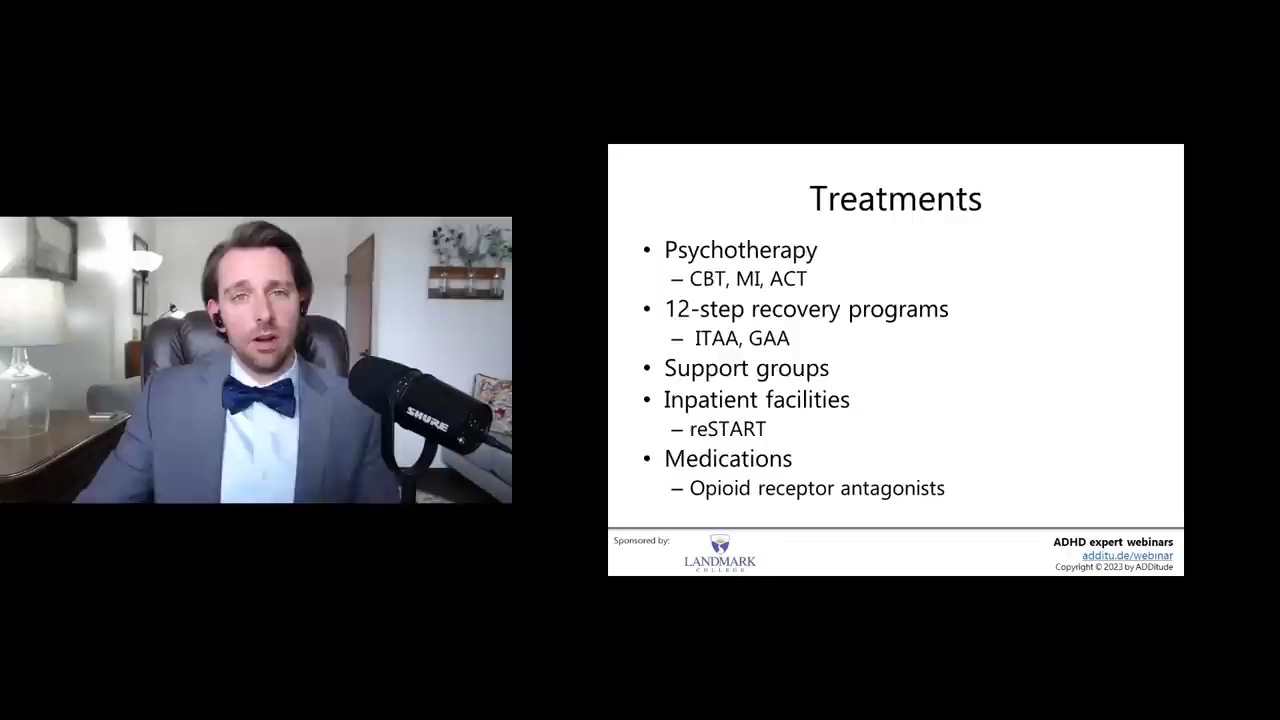 SHURE
Treatments
• Psychotherapy
– CBT, MI, ACT
• 12-step recovery programs
– ITAA, GAA
• Support groups
• Inpatient facilities
– reSTART
• Medications
– Opioid receptor antagonists
Sponsored by:
LANDMARK
COLLEGE
ADHD expert webinars
additu.de/webinar
Copyright © 2023 by ADDitude